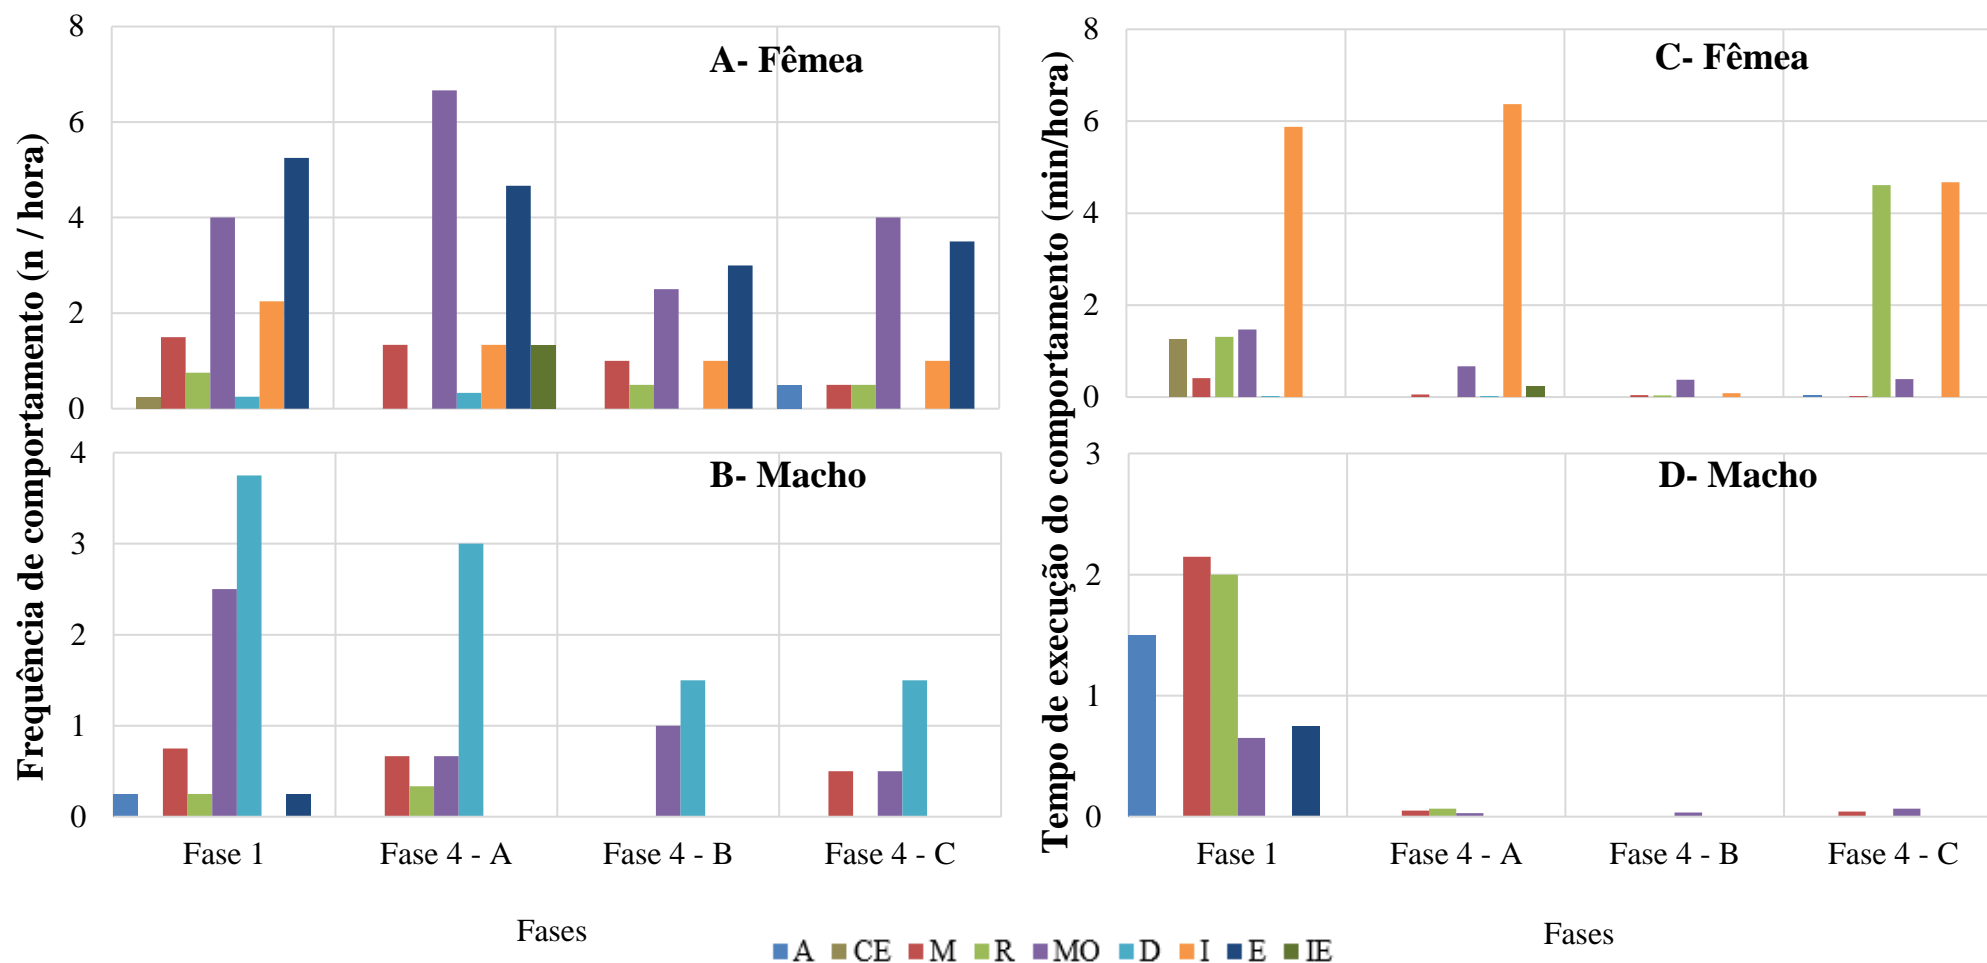 Frequência de comportamento (n / hora)
8
6
4
2
0
A- Fêmea
4
3
2
1
0
B- Macho
Fase 1
Fase 4 - A
Fase 4 - B
Fase 4 - C
Fases
Tempo de execução do comportamento (min/hora)
8
6
4
2
0
C- Fêmea
3
2
1
0
D- Macho
Fase 1
Fase 4 - A
Fase 4 - B
Fase 4 - C
Fases
A CE M R MO D I E IE